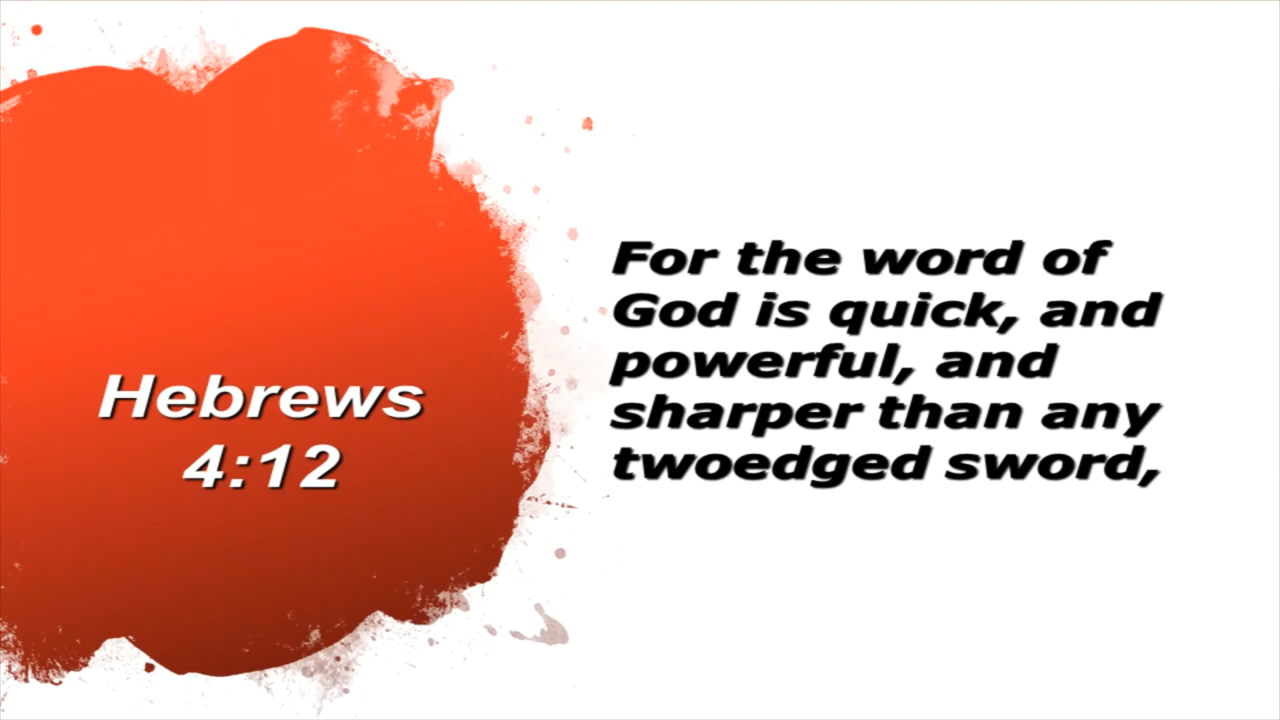 Hebrews
4:12
For the word of
God is quick, and
powerful, and
sharper than any
twoedged sword,